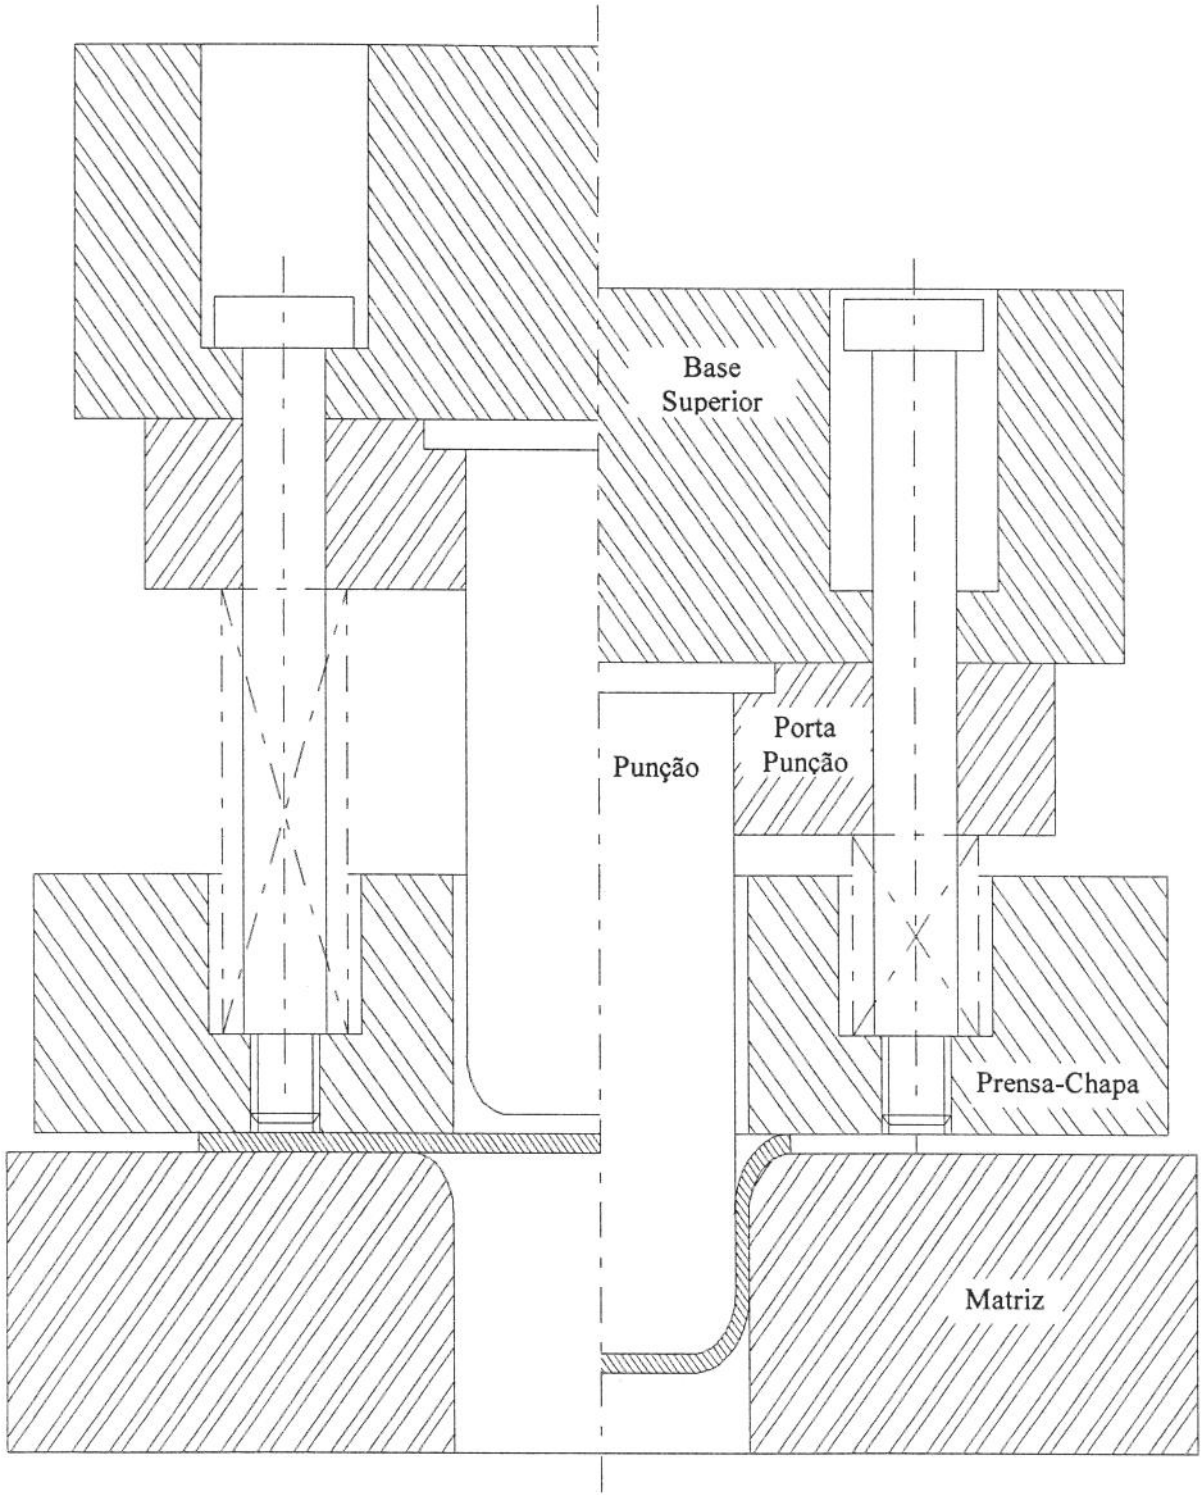 Base
Superior
Porta
Punção
Punção
Prensa-Chapa
Matriz